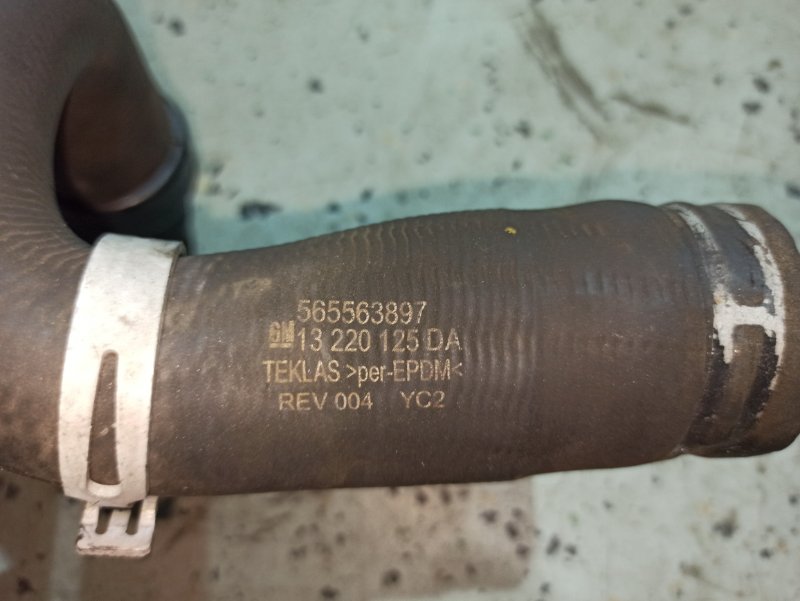 565563897
GM 13 220 125 DA
TEKLAS >per-EPDM<
REV 004 YC2